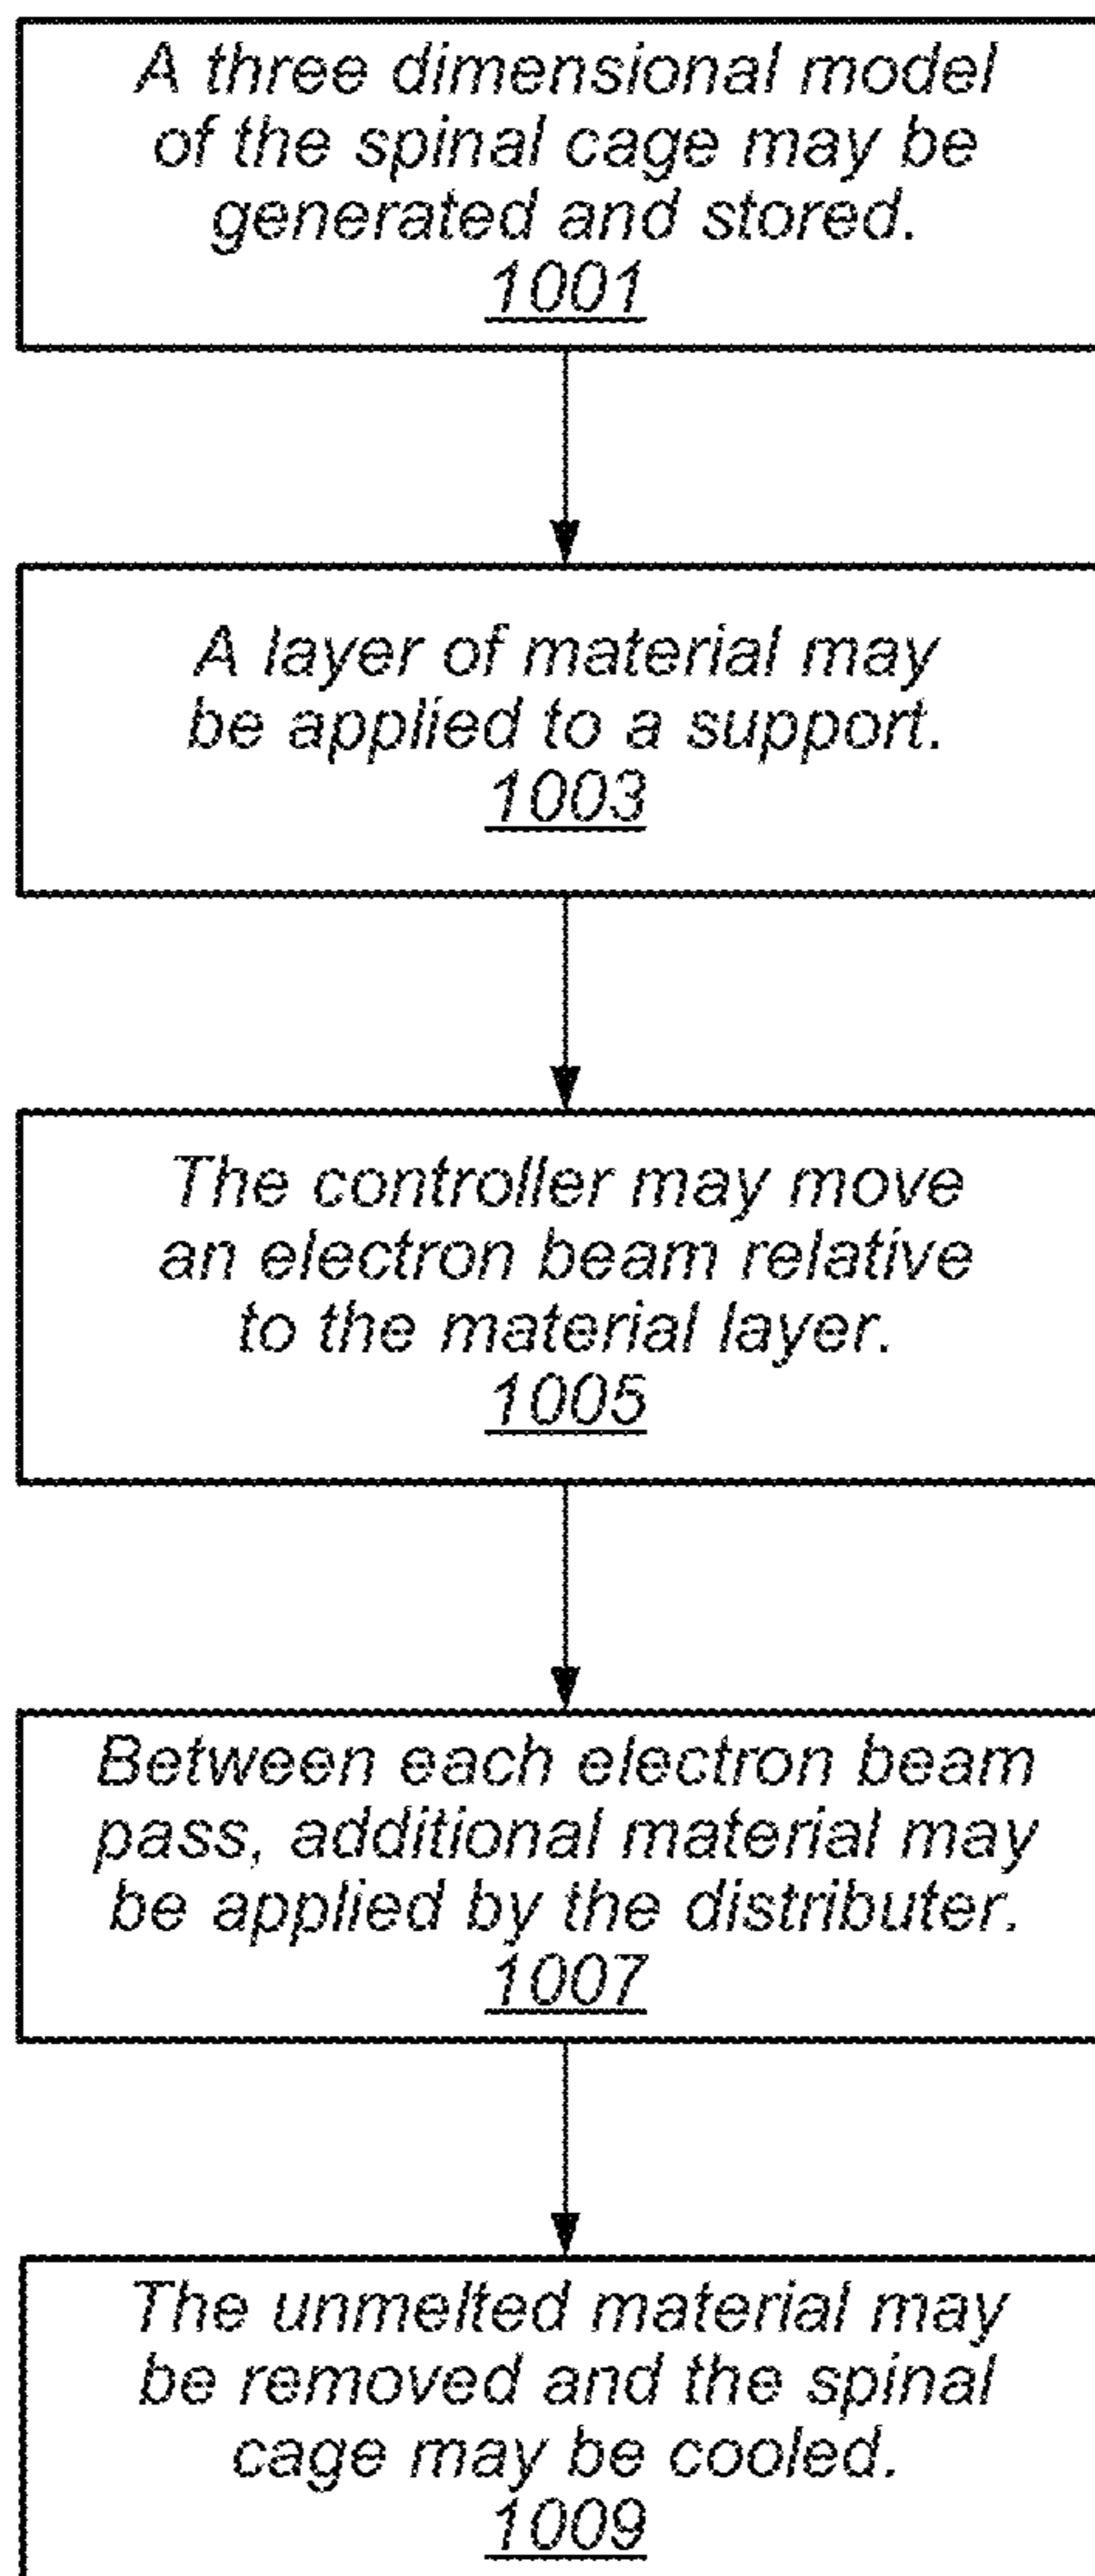 A three dimensional model
of the spinal cage may be
generated and stored.
1001
A layer of material may
be applied to a support.
1003
The controller may move
an electron beam relative
to the material layer.
1005
Between each electron beam
pass, additional material may
be applied by the distributer.
1007
The unmelted material may
be removed and the spinal
cage may be cooled.
1009